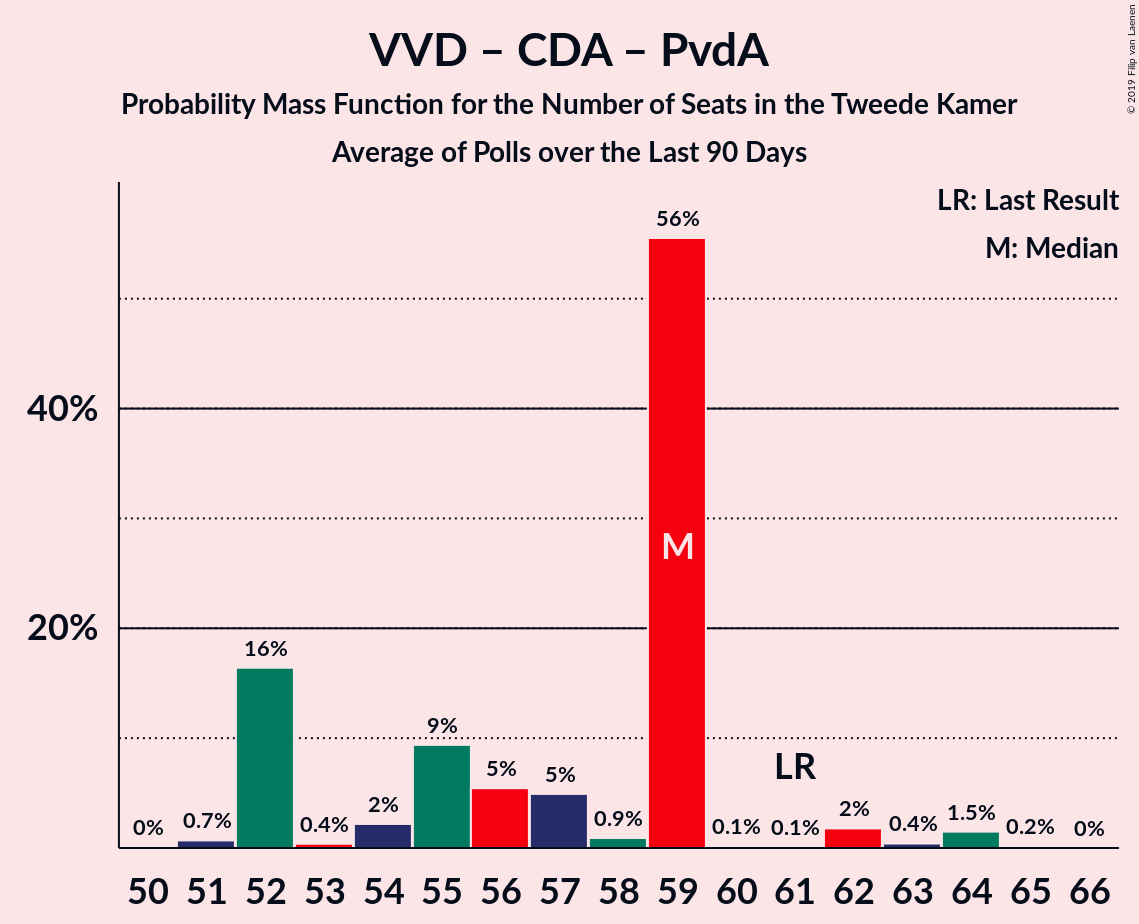 VVD – CDA – PvdA
Probability Mass Function for the Number of Seats in the Tweede Kamer
Average of Polls over the Last 90 Days
© 2019 Filip van Laenen
LR: Last Result
M: Median
40%
20%
0%
0.7%
16%
0.4%
2%
9%
5%
5%
0.9%
56%
M
0.1%
LR
0.1%
2%
0.4%
1.5%
0.2%
0%
50 51 52 53 54 55 56 57 58 59 60 61 62 63 64 65 66